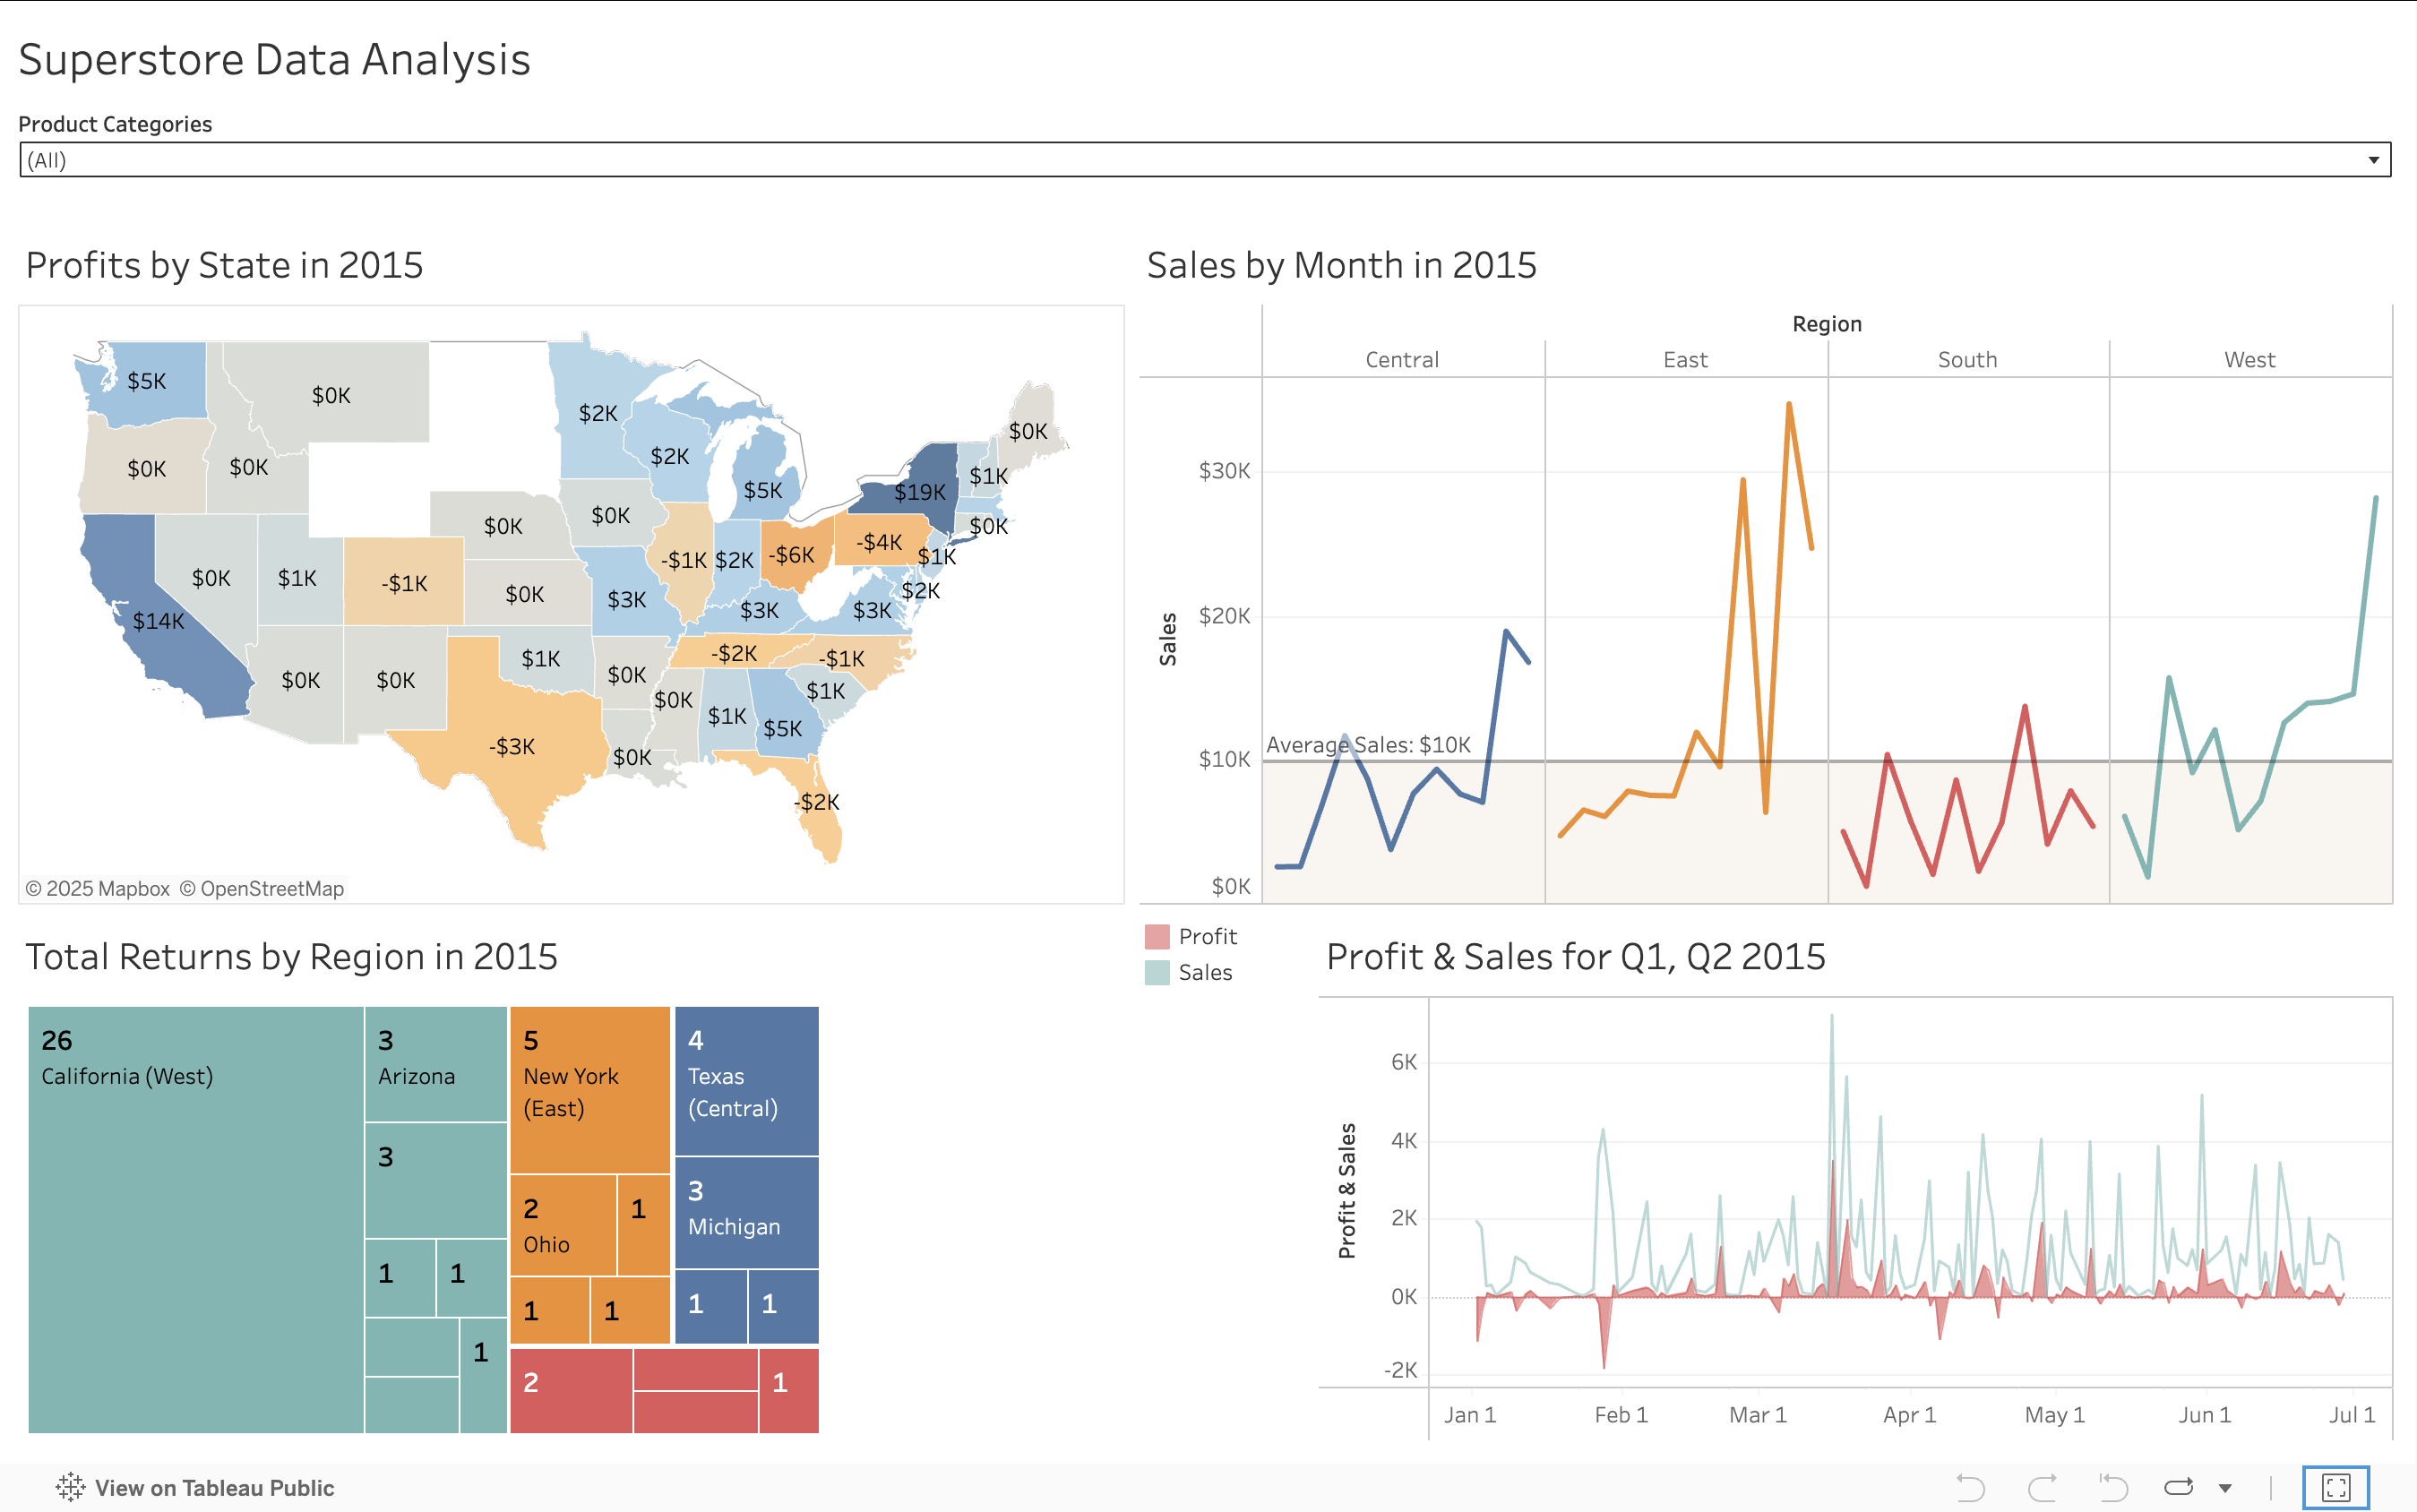 Superstore Data Analysis
Product Categories
(All)
Profits by State in 2015
$5K
$0K
$0K
$0K
$14K
$0K
$1K
-$1K
$0K
$0K
$0K
$0K
$2K
$2K
$5K
$0K
-$1K
$2K
-$6K
-$4K
$19K
$1K
$0K
$0K
$1K
$2K
$3K
$3K
$3K
-$2K
-$1K
$1K
$0K
$1K
$0K
$1K
$5K
-$3K
$0K
-$2K
© 2025 Mapbox © OpenStreetMap
Sales by Month in 2015
Region
Central East South West
Sales
$30K
$20K
$10K
$0K
Average Sales: $10K
Total Returns by Region in 2015
26
California (West)
3
Arizona
3
1
1
1
5
New York
(East)
2
Ohio
1
1
1
4
Texas
(Central)
3
Michigan
1
1
2
1
Profit
Sales
Profit & Sales for Q1, Q2 2015
Profit & Sales
6K
4K
2K
0K
-2K
Jan 1 Feb 1 Mar 1 Apr 1 May 1 Jun 1 Jul 1
View on Tableau Public